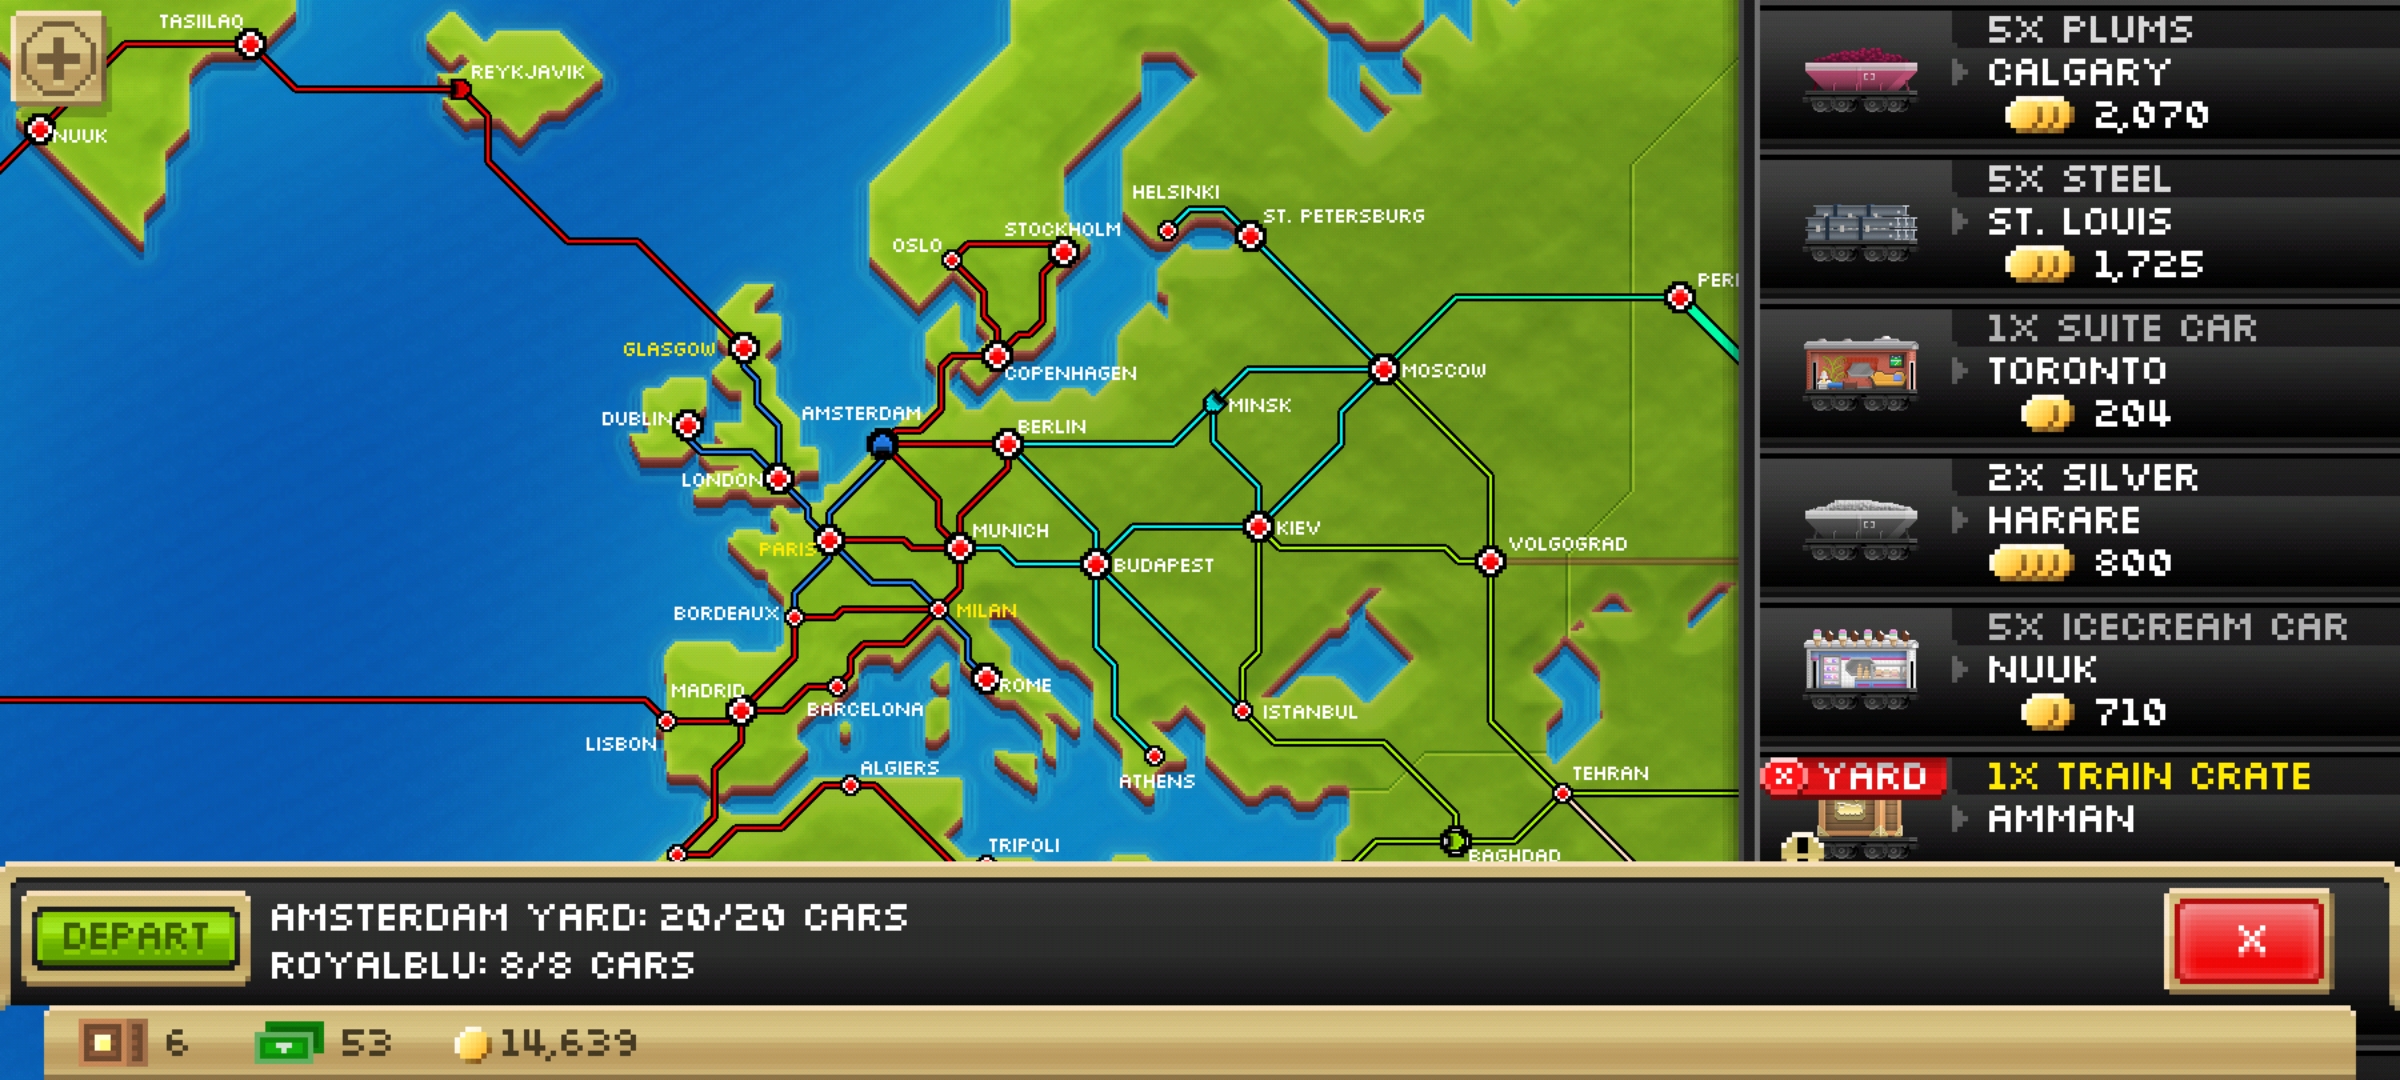 TASIILAQ
REYKJAVIK
NUUK
HELSINKI
ST. PETERSBURG
STOCKHOLM
OSLO
GLASGOW
COPENHAGEN
MOSCOW
DUBLIN
AMSTERDAM
BERLIN
MINSK
LONDON
MUNICH
KIEV
VOLGOGRAD
PARIS
BUDAPEST
BORDEAUX
MILAN
MADRID
ROME
BARCELONA
ISTANBUL
LISBON
ALGIERS
ATHENS
TEHRAN
TRIPOLI
BAGHDAD
5X PLUMS
CALGARY
2,070
5X STEEL
ST. LOUIS
1,725
1X SUITE CAR
TORONTO
204
2X SILVER
HARARE
800
5X ICECREAM CAR
NUUK
710
X YARD
1X TRAIN CRATE
AMMAN
DEPART
AMSTERDAM YARD: 20/20 CARS
ROYALBLU: 8/8 CARS
X
6
53
14,639